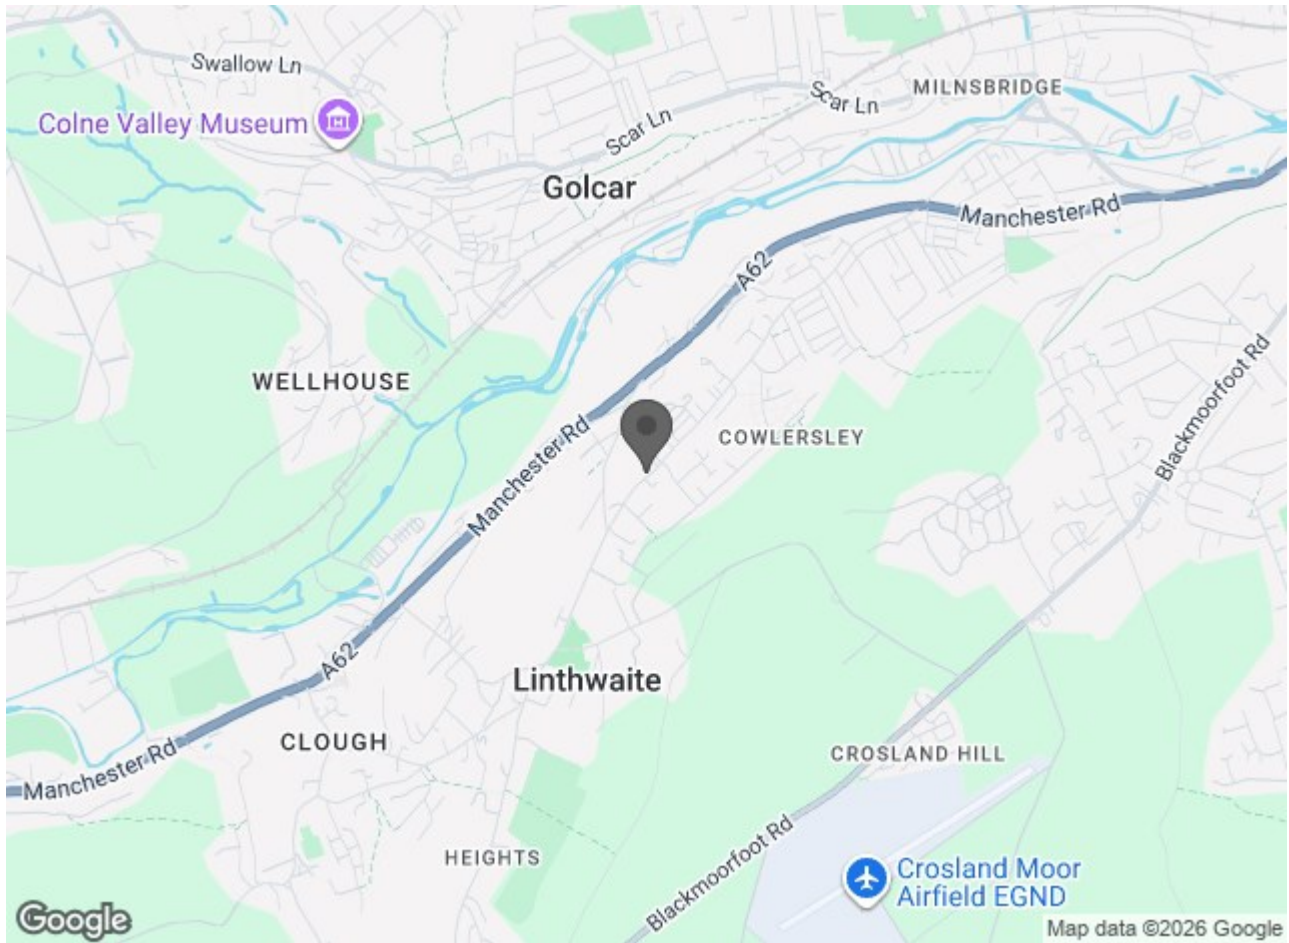 Swallow Ln
Scar Ln
MILNSBRIDGE
Colne Valley Museum
Scar Ln
Golcar
Manchester Rd
A62
WELLHOUSE
Blackmoorfoot Rd
COWLERSLEY
Manchester Rd
A62
Linthwaite
CLOUGH
CROSLAND HILL
Manchester Rd
HEIGHTS
Blackmoorfoot Rd
Crosland Moor
Airfield EGND
Google
Map data ©2026 Google